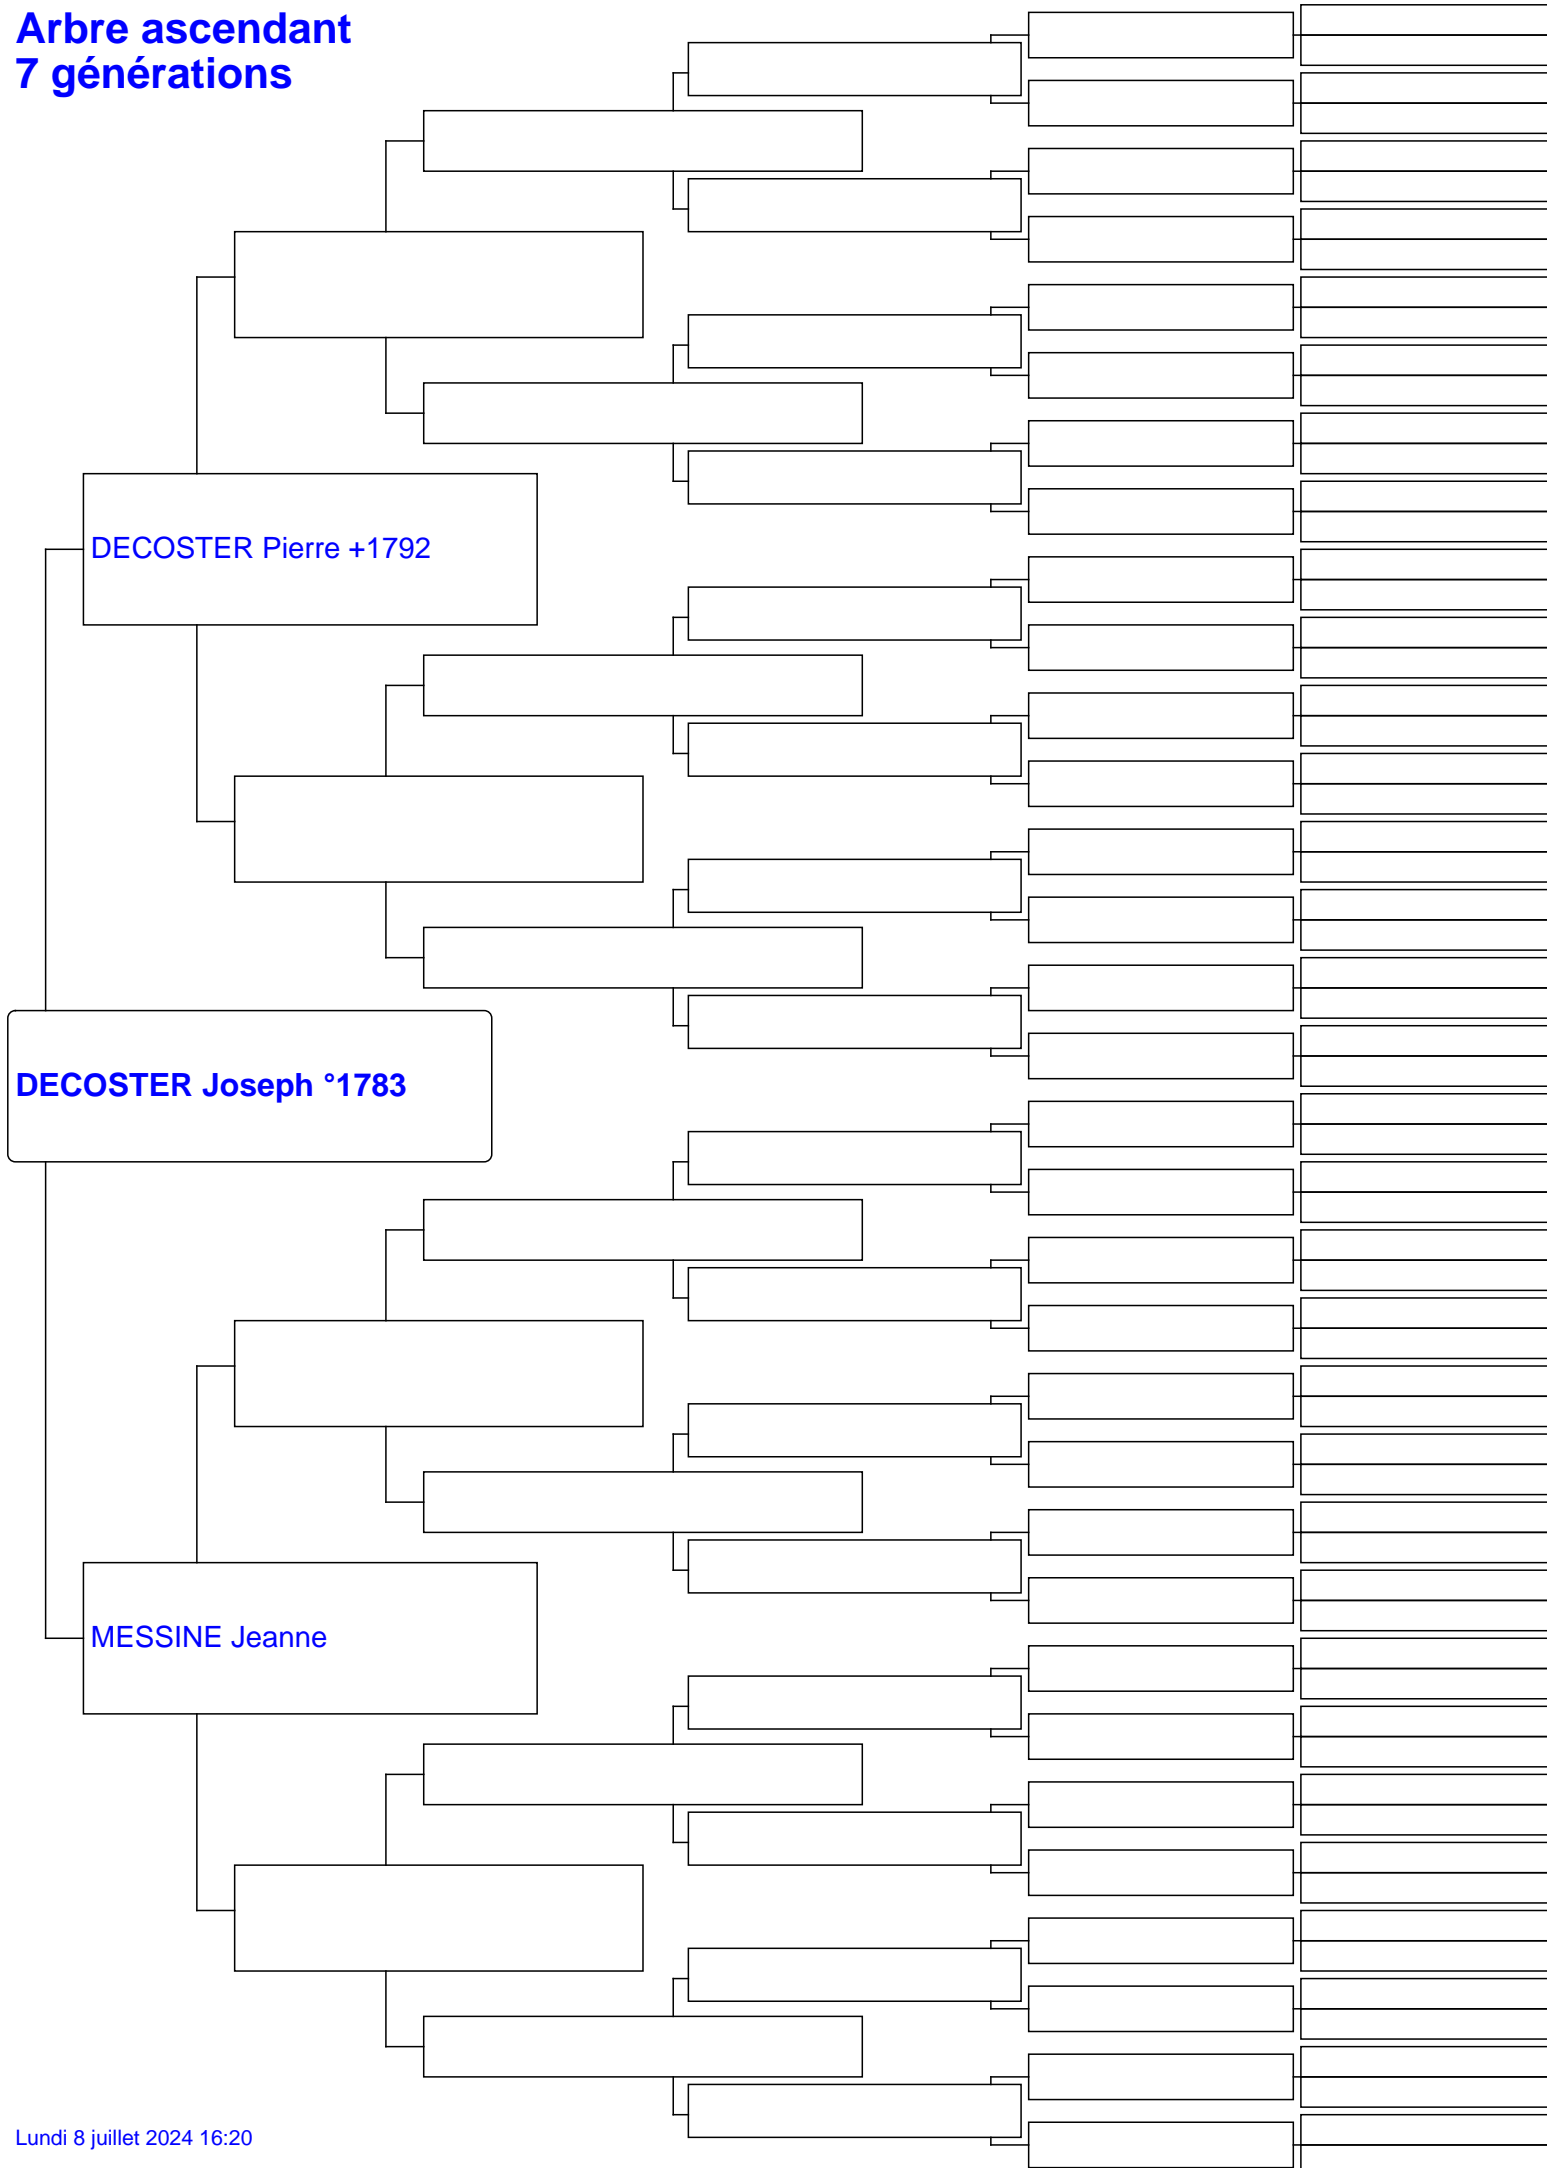 Arbre ascendant
7 générations
DECOSTER Pierre +1792
DECOSTER Joseph °1783
MESSINE Jeanne
Lundi 8 juillet 2024 16:20